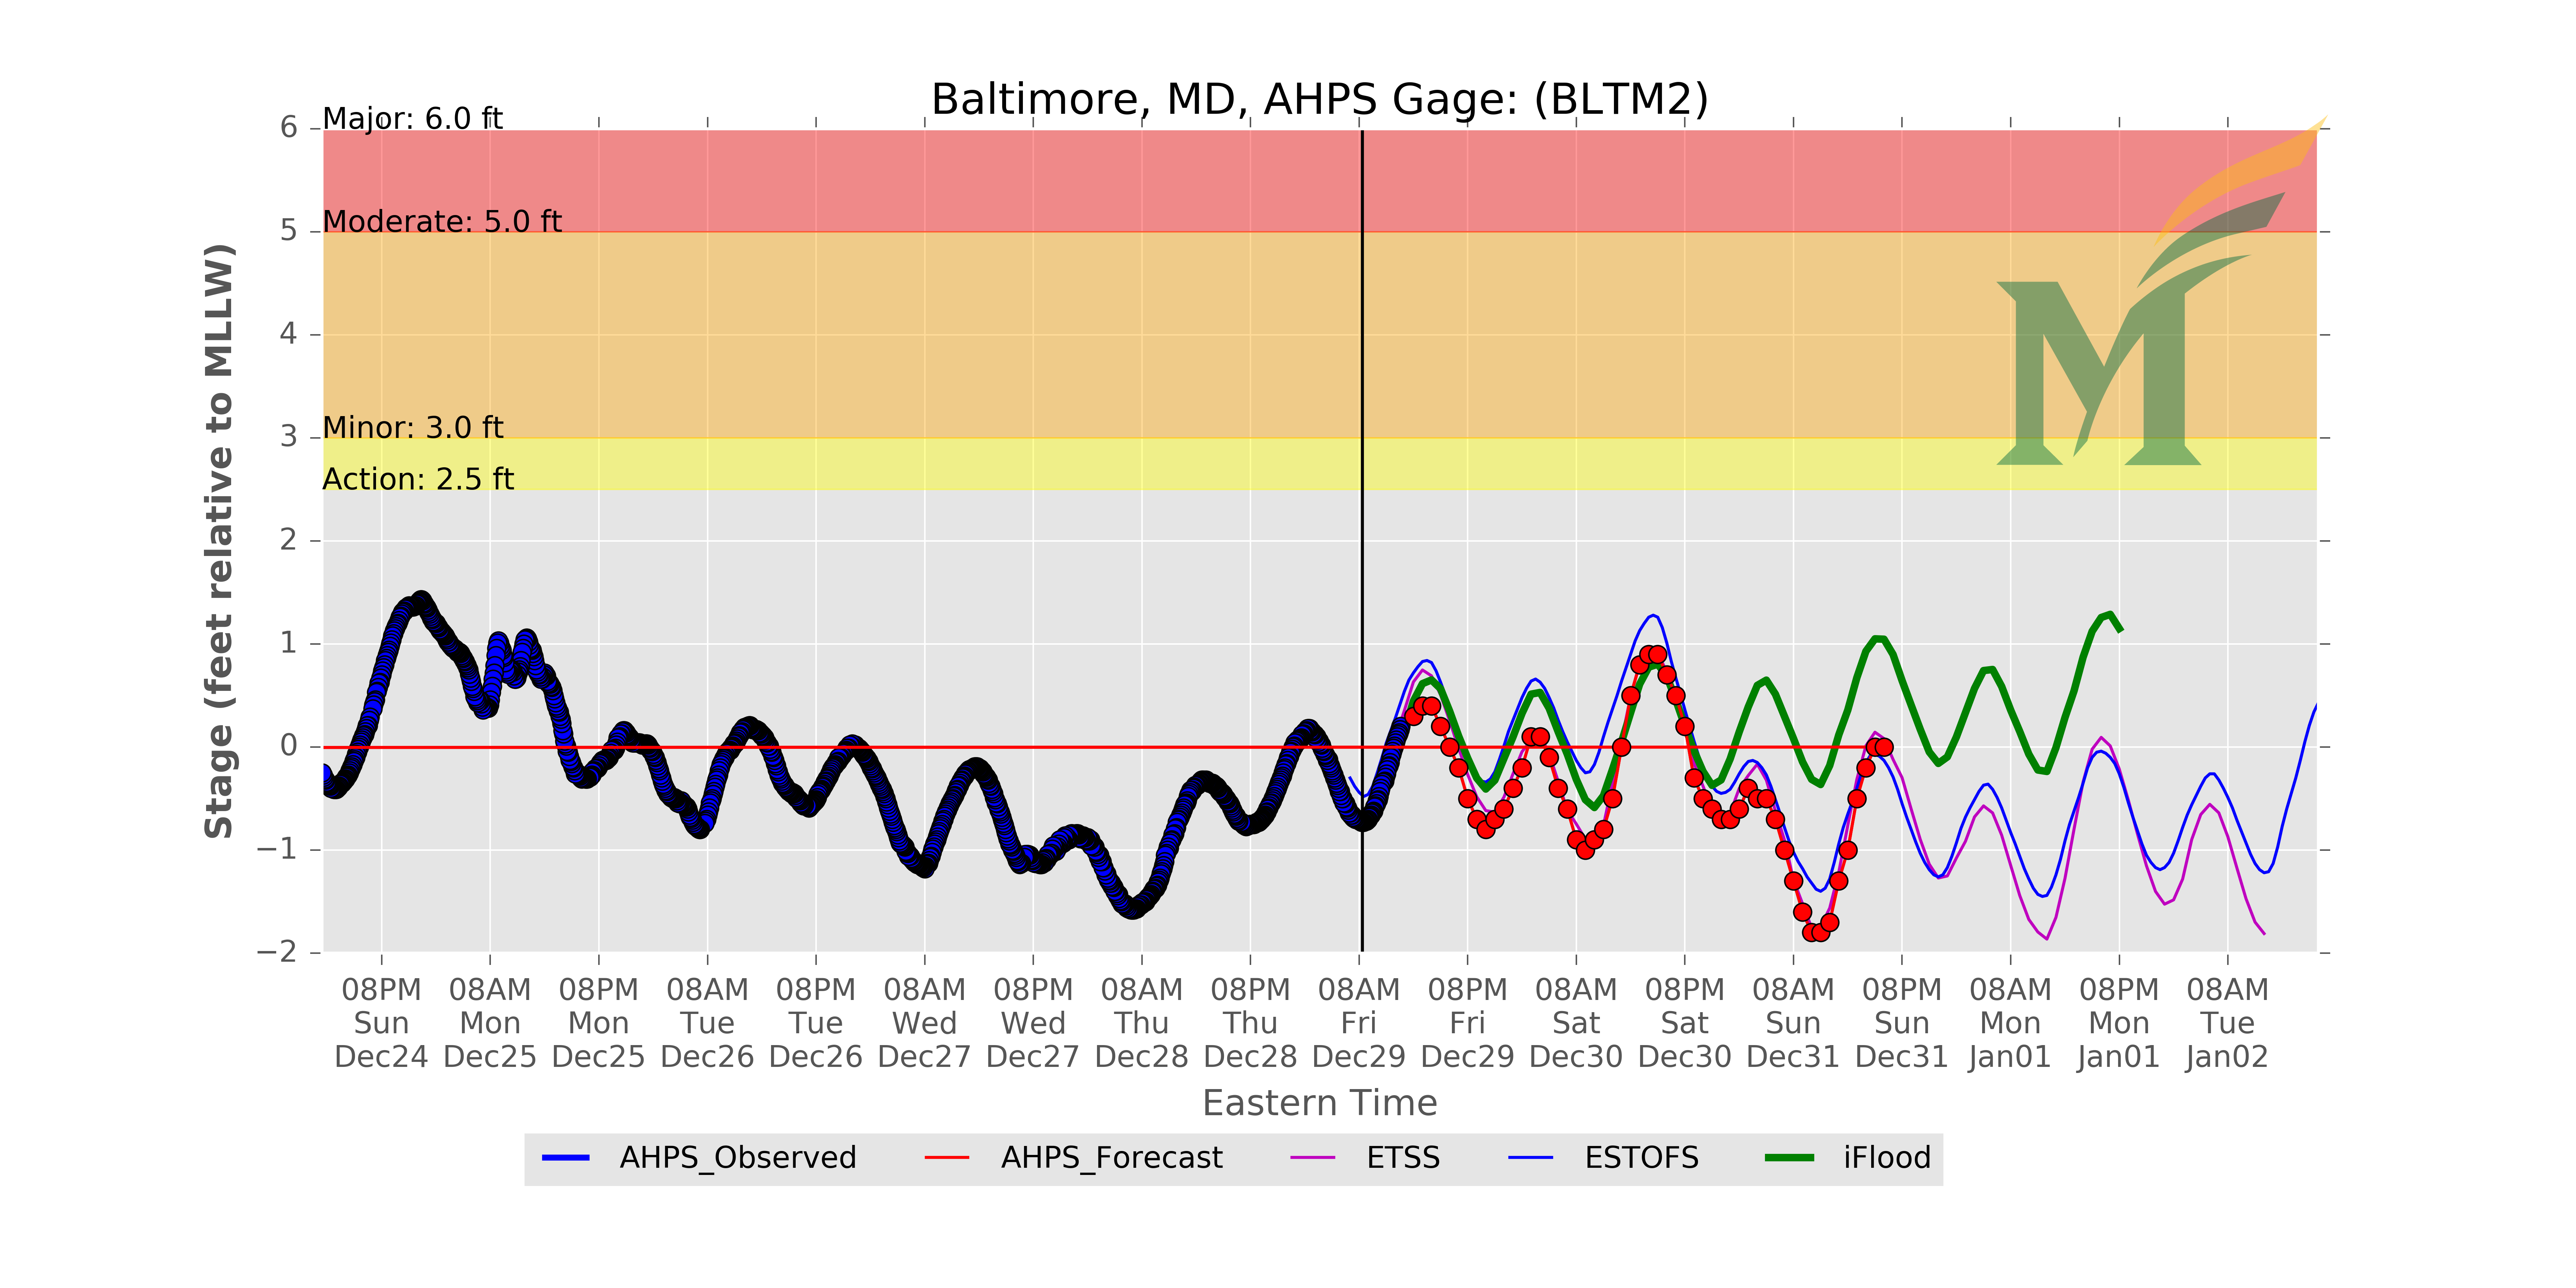 Baltimore, MD, AHPS Gage: (BLTM2)
Major: 6.0 ft
Moderate: 5.0 ft
Minor: 3.0 ft
Action: 2.5 ft
Stage (feet relative to MLLW)
6
5
4
3
2
1
0
−1
−2
08PM 08AM 08PM 08AM 08PM 08AM 08PM 08AM 08PM 08AM 08PM 08AM 08PM 08AM 08PM 08AM 08PM 08AM
Sun Mon Mon Tue Tue Wed Wed Thu Thu Fri Fri Sat Sat Sun Sun Mon Mon Tue
Dec24 Dec25 Dec25 Dec26 Dec26 Dec27 Dec27 Dec28 Dec28 Dec29 Dec29 Dec30 Dec30 Dec31 Dec31 Jan01 Jan01 Jan02
Eastern Time
AHPS_Observed AHPS_Forecast ETSS ESTOFS iFlood
M